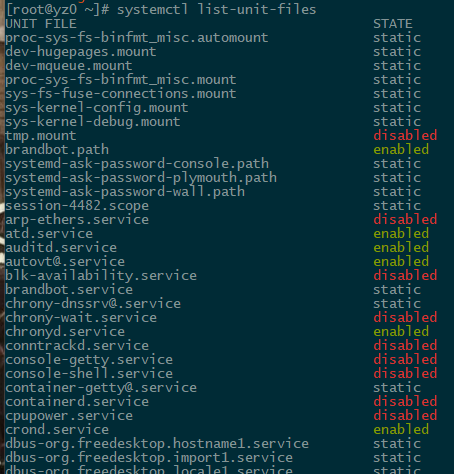 [root@yz0 ~]# systemctl list-unit-files
UNIT FILE STATE
proc-sys-fs-binfmt_misc.automount static
dev-hugepages.mount static
dev-mqueue.mount static
proc-sys-fs-binfmt_misc.mount static
sys-fs-fuse-connections.mount static
sys-kernel-config.mount static
sys-kernel-debug.mount static
tmp.mount disabled
brandbot.path enabled
systemd-ask-password-console.path static
systemd-ask-password-plymouth.path static
systemd-ask-password-wall.path static
session-4482.scope static
arp-ethers.service disabled
atd.service enabled
auditd.service enabled
autovt@.service enabled
blk-availability.service disabled
brandbot.service static
chrony-dnssrv@.service static
chrony-wait.service disabled
chronyd.service enabled
conntrackd.service disabled
console-getty.service disabled
console-shell.service disabled
container-getty@.service static
containerd.service disabled
cpupower.service disabled
crond.service enabled
dbus-org.freedesktop.hostname1.service static
dbus-org.freedesktop.import1.service static
dbus-org.freedesktop.locale1.service static